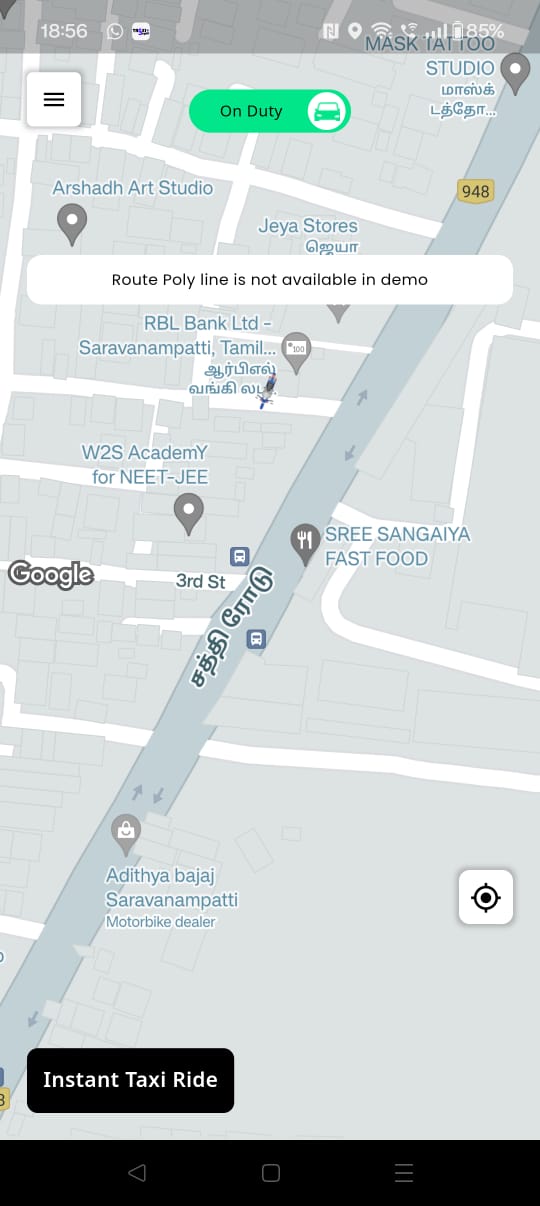 18:56
85%
MASK TATTOO
STUDIO
மாஸ்க்
டத்தோ...
On Duty
948
Arshadh Art Studio
Jeya Stores
ஜெயா
Route Poly line is not available in demo
RBL Bank Ltd -
Saravanampatti, Tamil...
ஆர்பிஎல்
வங்கி லட...
W2S AcademY
for NEET-JEE
SREE SANGAIYA
FAST FOOD
Google
3rd St
சத்தி ரோடு
Adithya bajaj
Saravanampatti
Motorbike dealer
Instant Taxi Ride